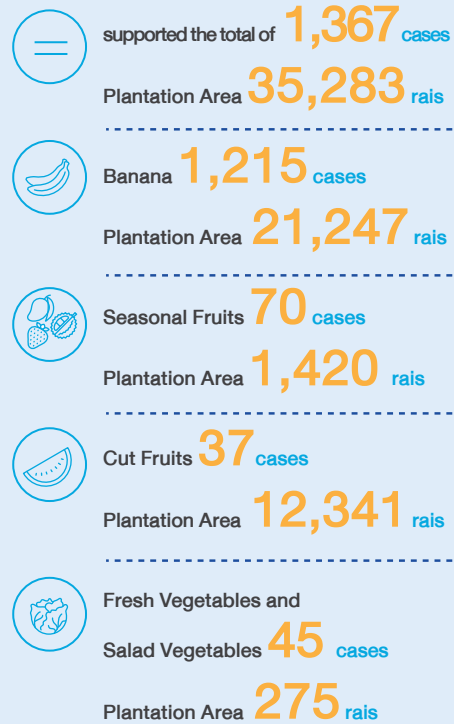 supported the total of 1,367 cases
Plantation Area 35,283 rais
Banana 1,215 cases
Plantation Area 21,247 rais
Seasonal Fruits 70 cases
Plantation Area 1,420 rais
Cut Fruits 37 cases
Plantation Area 12,341 rais
Fresh Vegetables and
Salad Vegetables 45 cases
Plantation Area 275 rais